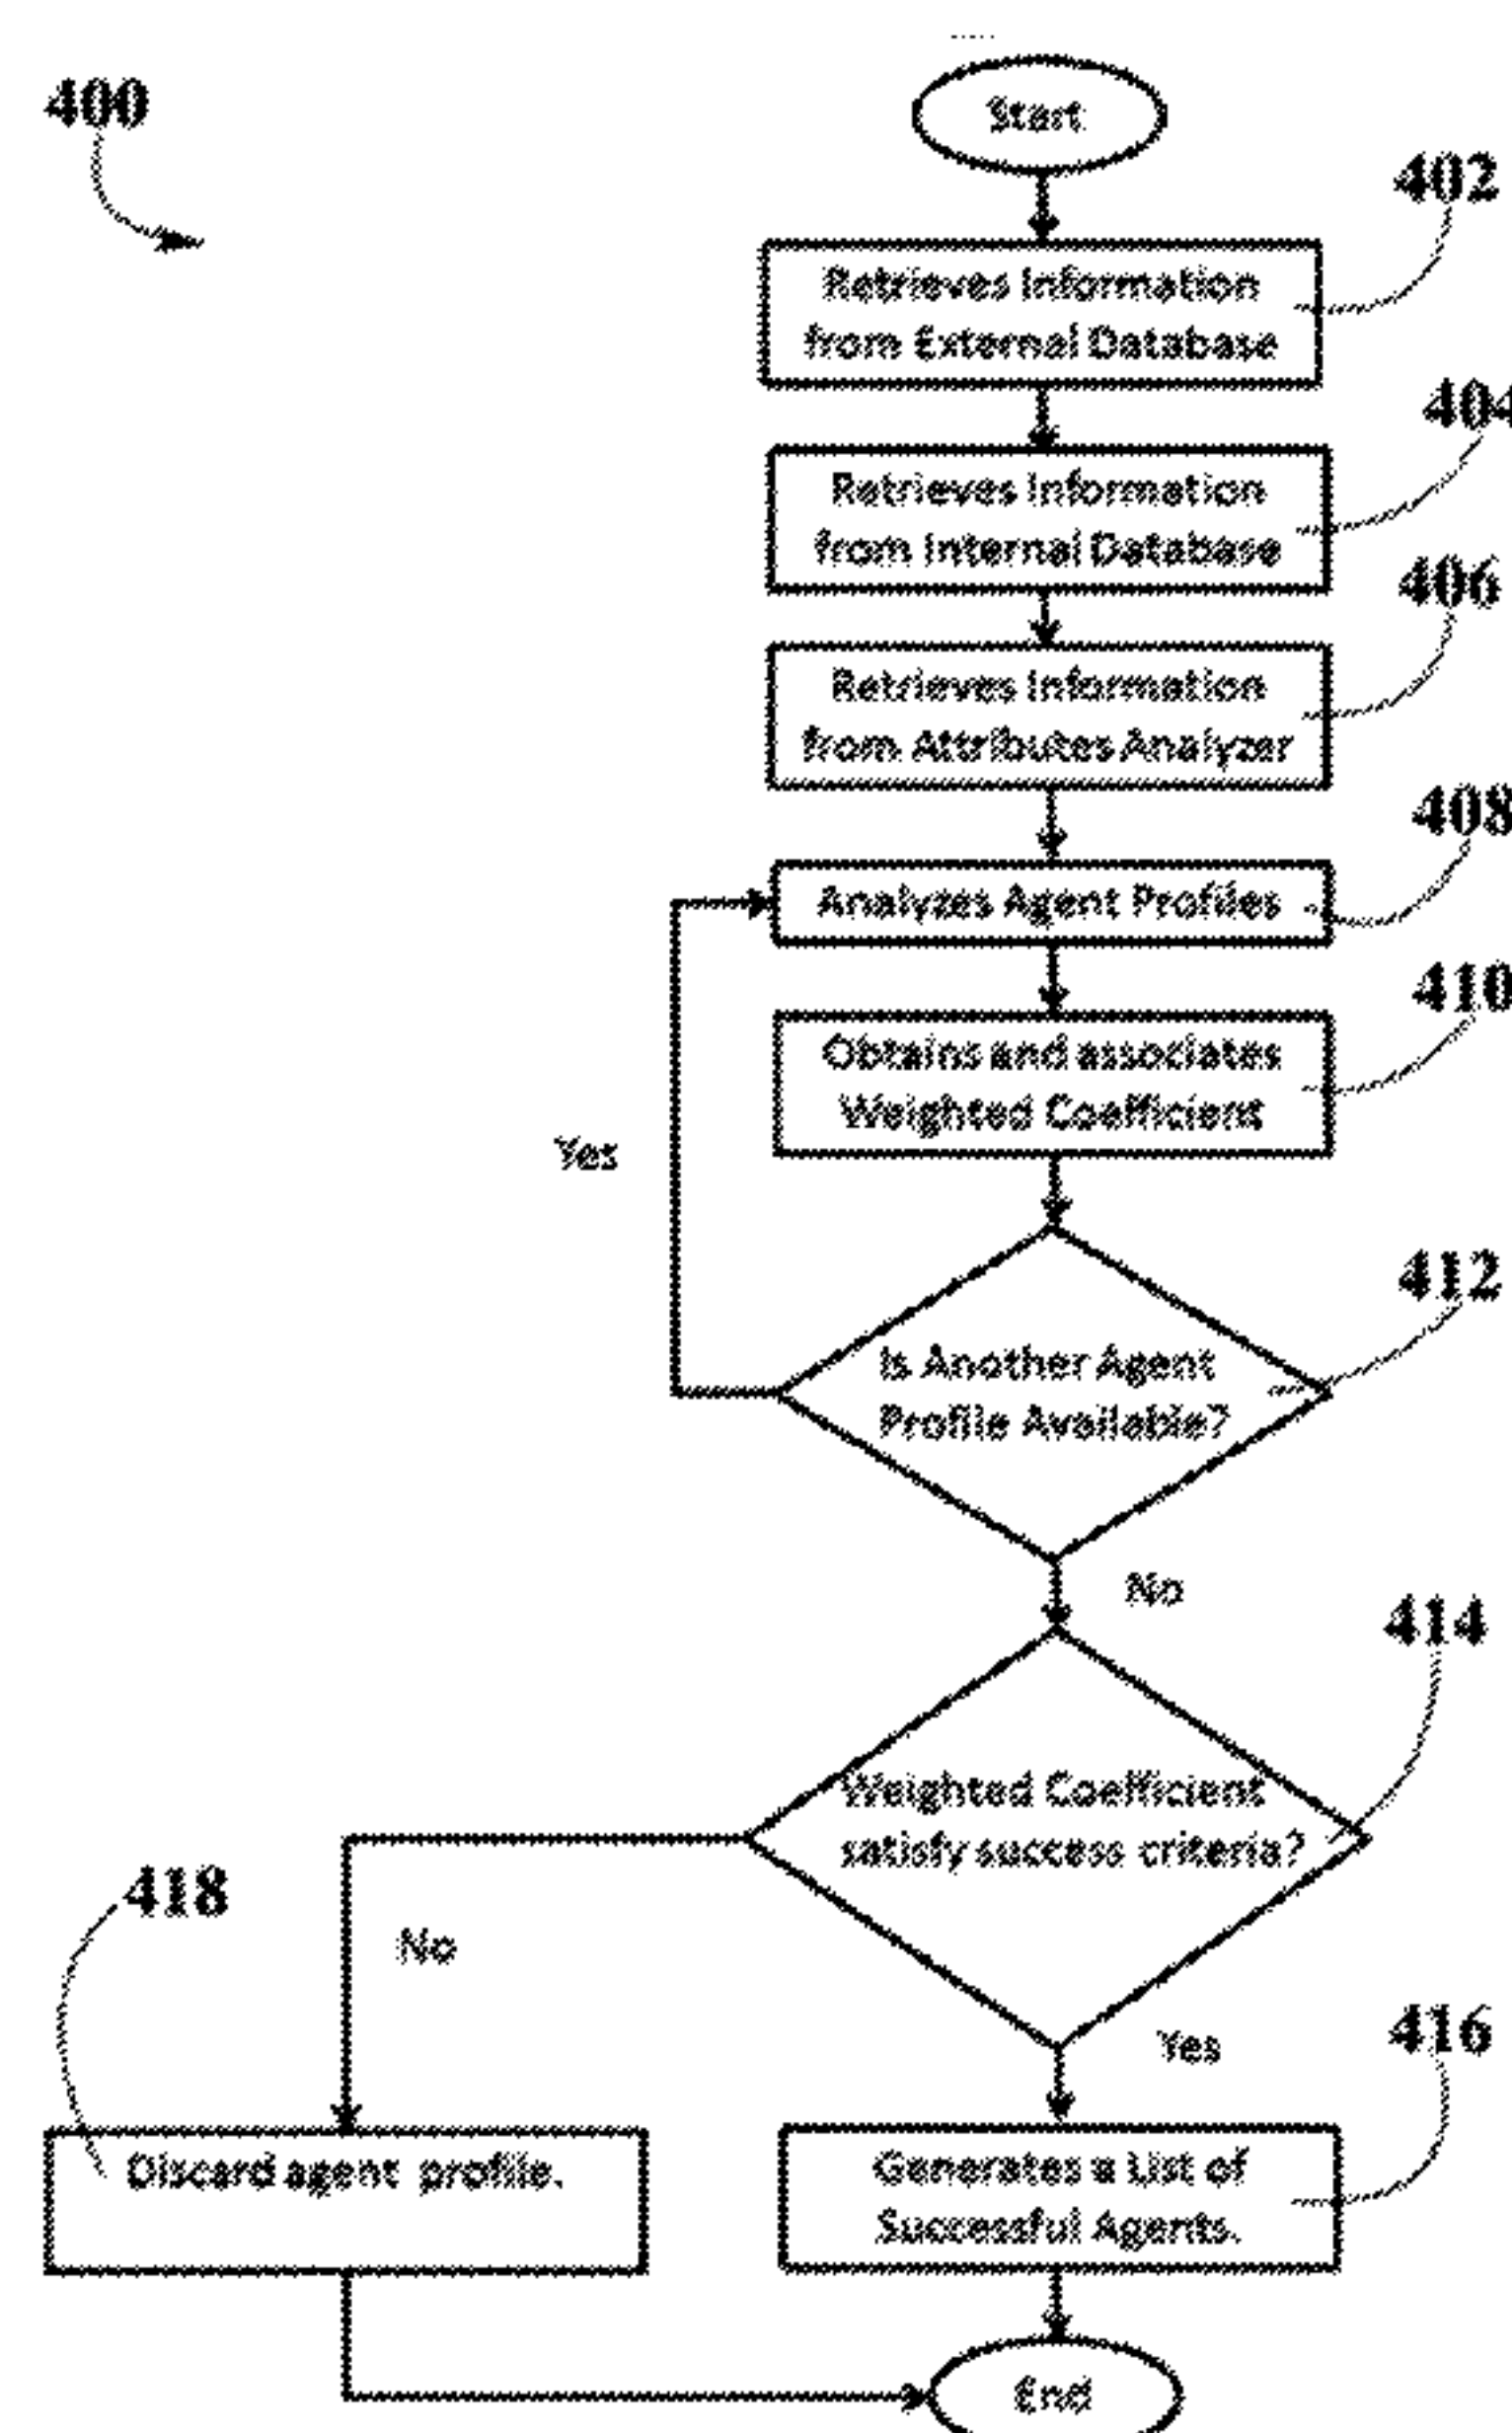 400
Start
402
Retrieves Information
from External Database
404
Retrieves Information
from Internal Database
406
Retrieves Information
from Attributes Analyzer
408
Analyzes Agent Profiles
410
Obtains and associates
Weighted Coefficient
Yes
412
Is Another Agent
Profile Available?
No
414
Weighted Coefficient
satisfy success criteria?
418
No
Yes
416
Discard agent profile.
Generates a List of
Successful Agents.
End